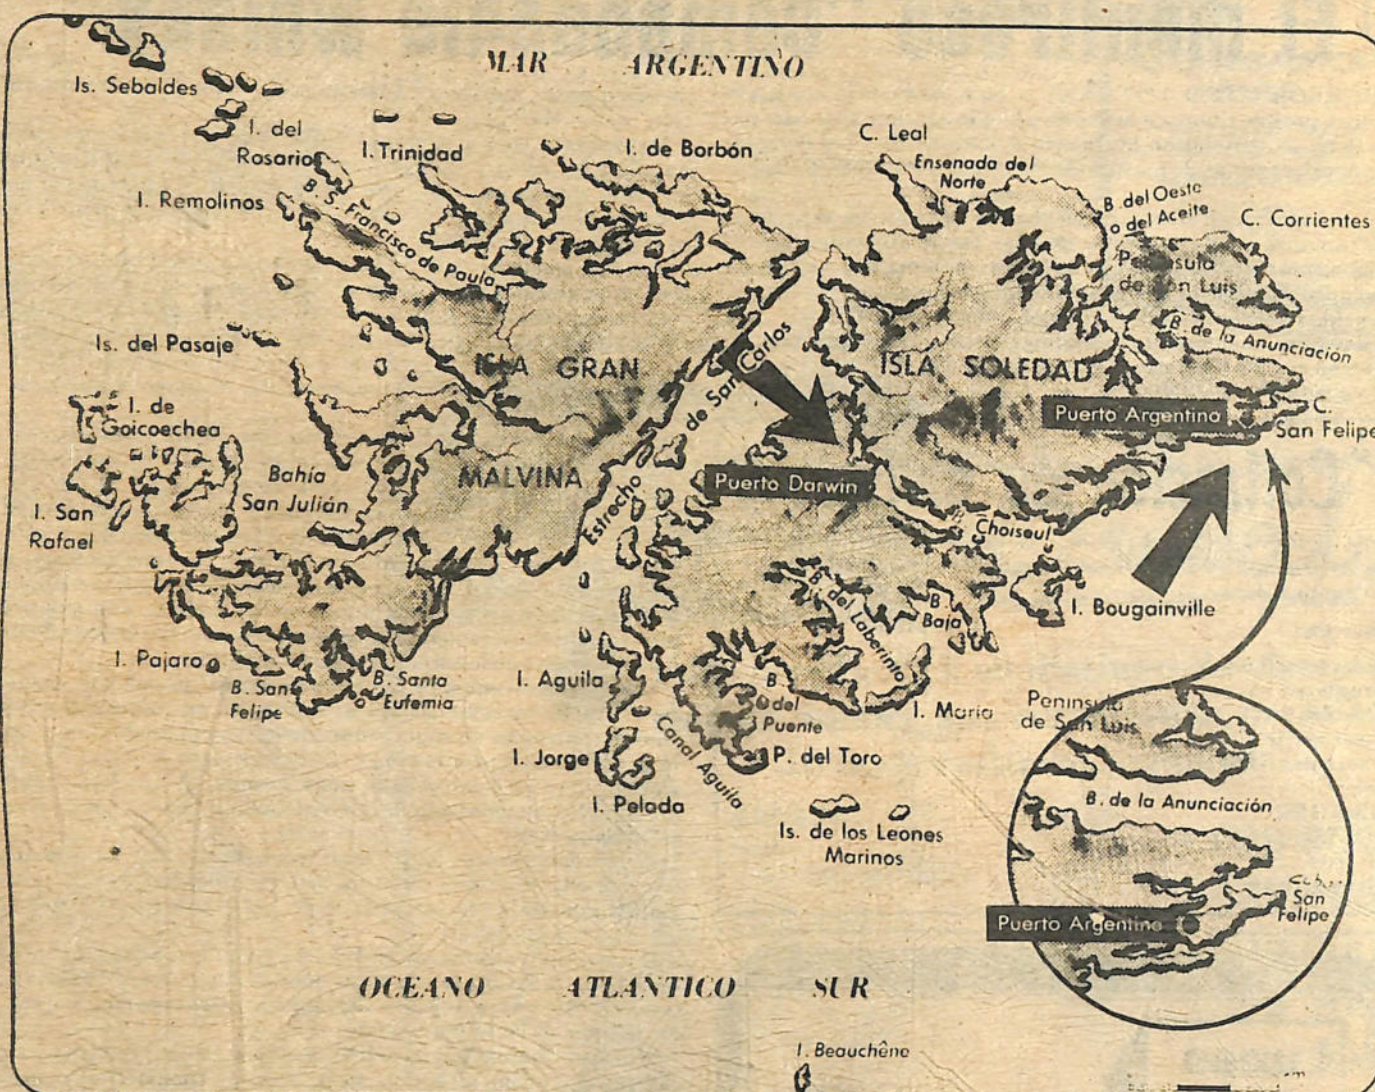 MAR ARGENTINO
Is. Sebaldes
I. del
Rosario
I. Trinidad
I. de Borbón
C. Leal
Ensenada del
Norte
B. del Oeste
o del Aceite
C. Corrientes
I. Remolinos
B. S. Francisco de Paula
Península
de San Luis
Is. del Pasaje
B. de la Anunciación
ISLA GRAN
MALVINA
Estrecho de San Carlos
ISLA SOLEDAD
Puerto Argentino
C.
San Felipe
I. de
Goicoechea
Bahía
San Julián
Puerto Darwin
I. San
Rafael
Choiseul
I. Bougainville
B. del Laberinto
B.
Baja
I. Pajaro
B. San
Felipe
B. Santa
Eufemia
I. Aguila
B.
del
Puente
I. María
I. Jorge
Canal Aguila
P. del Toro
I. Pelada
Is. de los Leones
Marinos
Península
de San Luis
B. de la Anunciación
San
Felipe
Puerto Argentino
OCEANO ATLANTICO SUR
I. Beauchêne